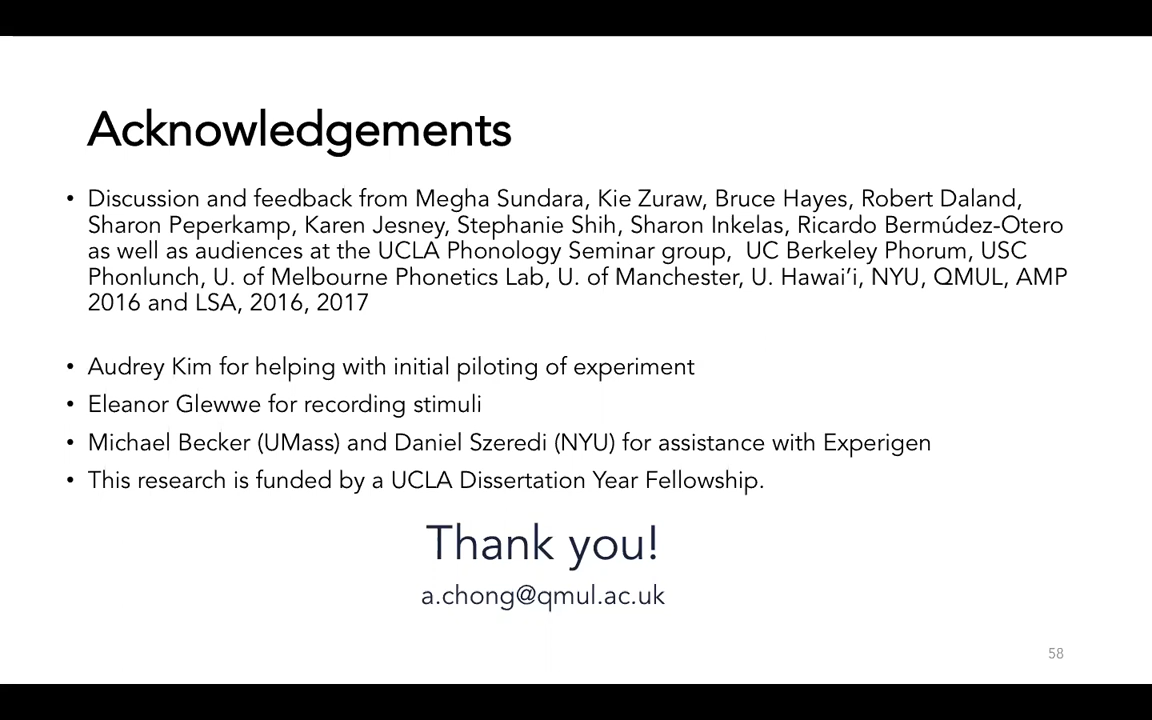 Acknowledgements
• Discussion and feedback from Megha Sundara, Kie Zuraw, Bruce Hayes, Robert Daland,
Sharon Peperkamp, Karen Jesney, Stephanie Shih, Sharon Inkelas, Ricardo Bermúdez-Otero
as well as audiences at the UCLA Phonology Seminar group, UC Berkeley Phorum, USC
Phonlunch, U. of Melbourne Phonetics Lab, U. of Manchester, U. Hawai’i, NYU, QMUL, AMP
2016 and LSA, 2016, 2017
• Audrey Kim for helping with initial piloting of experiment
• Eleanor Glewwe for recording stimuli
• Michael Becker (UMass) and Daniel Szeredi (NYU) for assistance with Experigen
• This research is funded by a UCLA Dissertation Year Fellowship.
Thank you!
a.chong@qmul.ac.uk
58